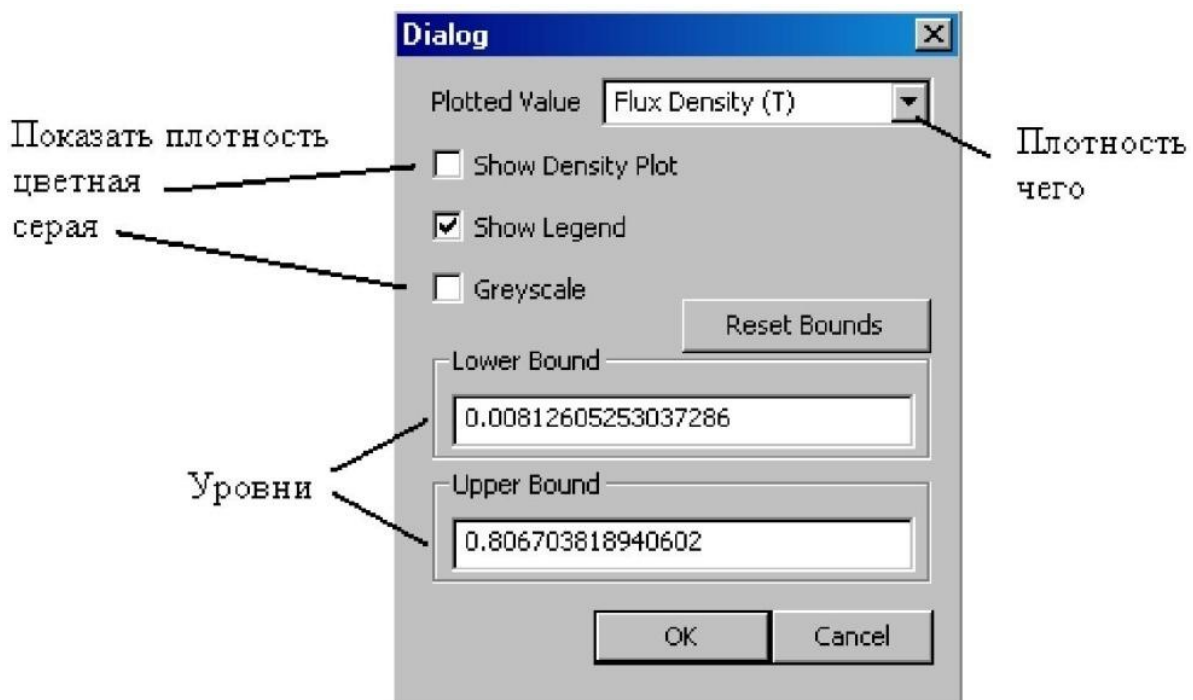 Dialog
Plotted Value Flux Density (T)
Показать плотность
цветная
серая
Show Density Plot
Show Legend
Greyscale
Плотность
чего
Reset Bounds
Lower Bound
0.00812605253037286
Уровни
Upper Bound
0.806703818940602
OK Cancel